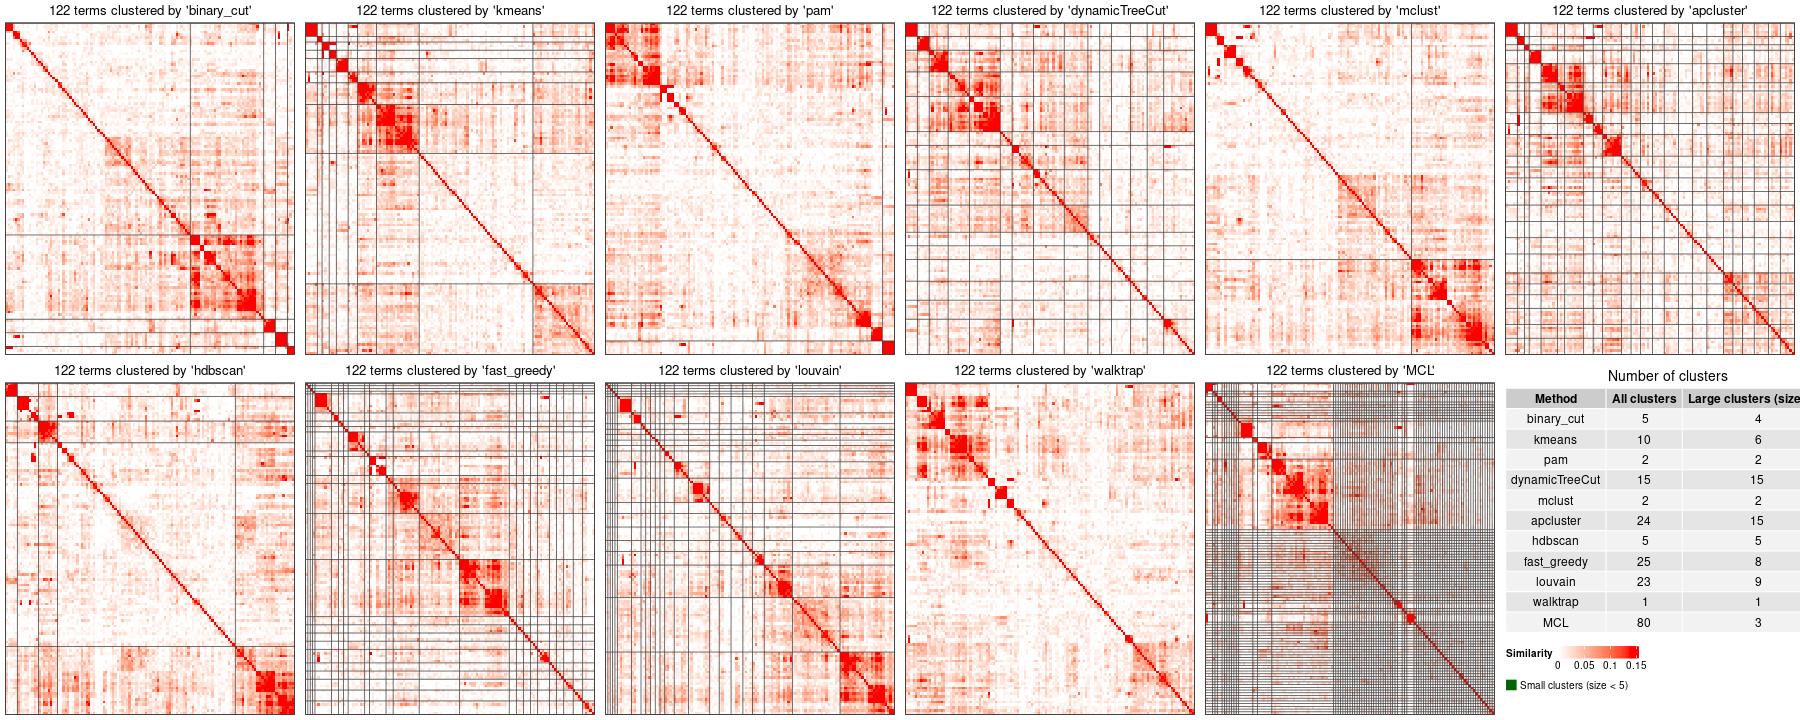 122 terms clustered by 'binary_cut'
122 terms clustered by 'kmeans'
122 terms clustered by 'pam'
122 terms clustered by 'dynamicTreeCut'
122 terms clustered by 'mclust'
122 terms clustered by 'apcluster'
122 terms clustered by 'hdbscan'
122 terms clustered by 'fast_greedy'
122 terms clustered by 'louvain'
122 terms clustered by 'walktrap'
122 terms clustered by 'MCL'
Number of clusters
Method All clusters Large clusters (size
binary_cut 5 4
kmeans 10 6
pam 2 2
dynamicTreeCut 15 15
mclust 2 2
apcluster 24 15
hdbscan 5 5
fast_greedy 25 8
louvain 23 9
walktrap 1 1
MCL 80 3
Similarity
0 0.05 0.1 0.15
Small clusters (size < 5)